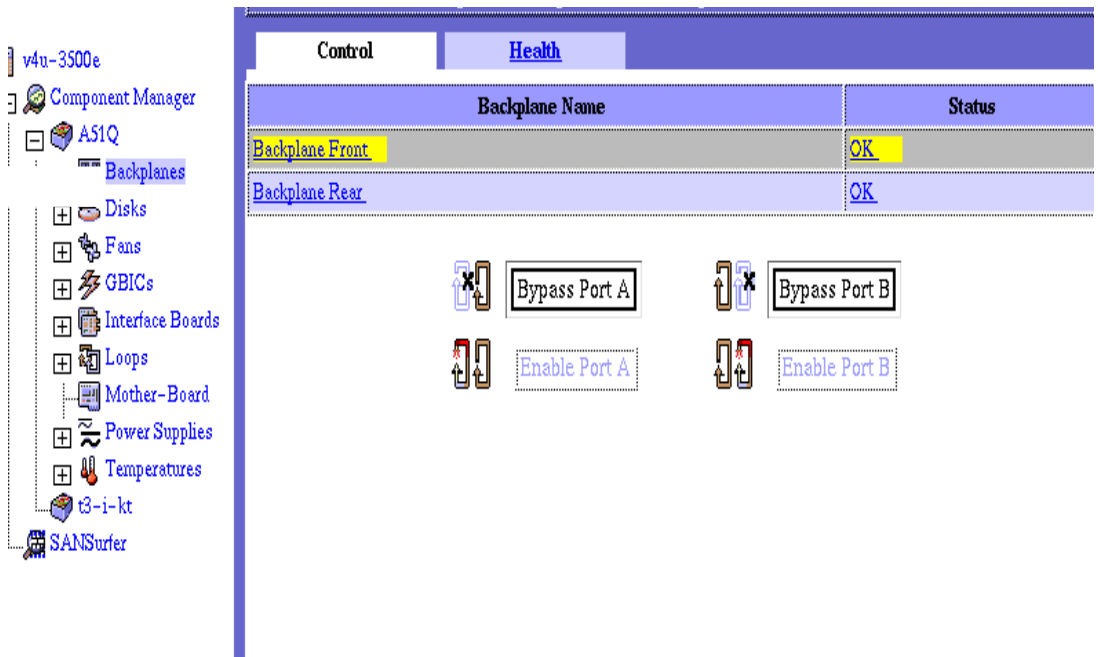 v4u-3500e
Component Manager
A51Q
Backplanes
Disks
Fans
GBICs
Interface Boards
Loops
Mother-Board
Power Supplies
Temperatures
t3-i-kt
SANSurfer
Control Health
Backplane Name Status
Backplane Front OK
Backplane Rear OK
Bypass Port A Bypass Port B
Enable Port A Enable Port B